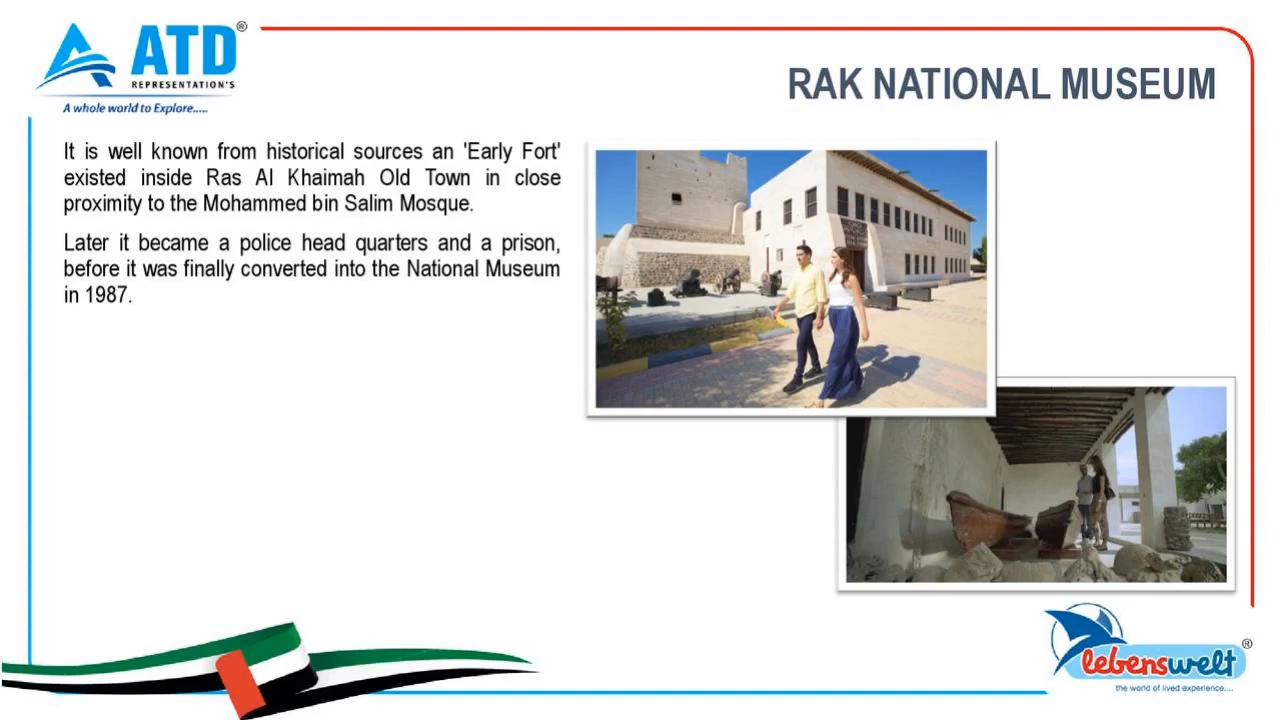 ATD®
REPRESENTATION'S
A whole world to Explore.....
RAK NATIONAL MUSEUM
It is well known from historical sources an 'Early Fort'
existed inside Ras Al Khaimah Old Town in close
proximity to the Mohammed bin Salim Mosque.
Later it became a police head quarters and a prison,
before it was finally converted into the National Museum
in 1987.
lebenswelt®
the world of lived experience....